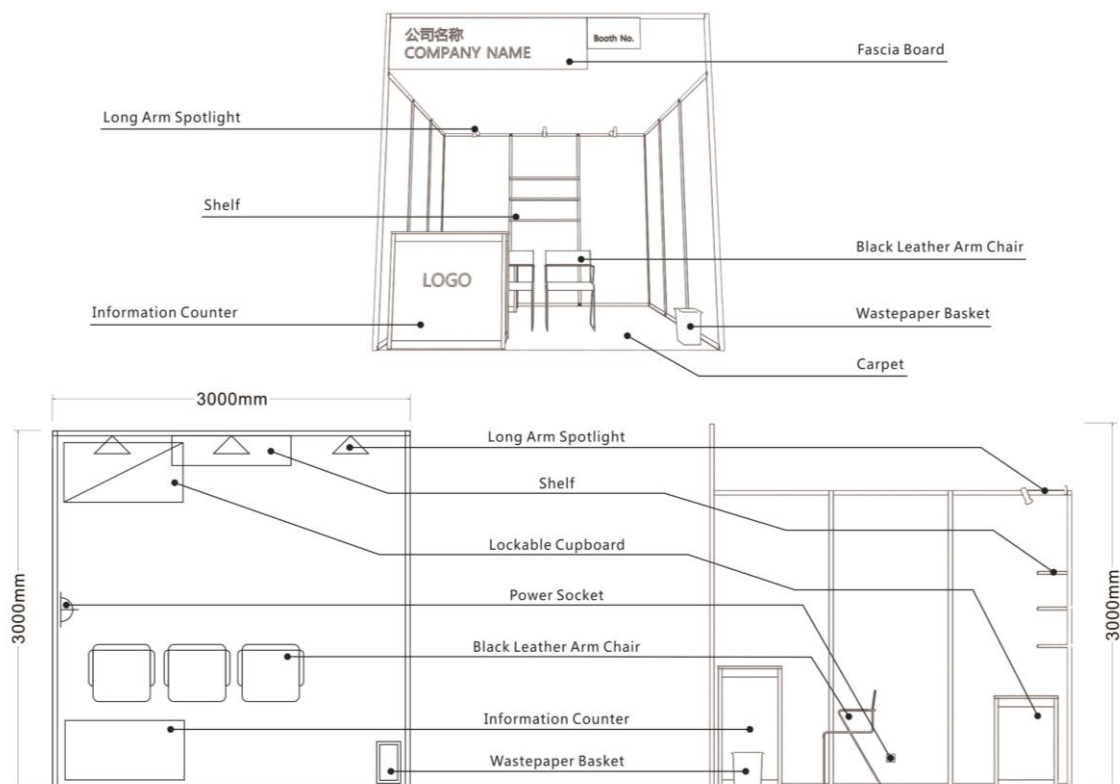 公司名称
COMPANY NAME
Booth No.
Fascia Board
Long Arm Spotlight
Shelf
Black Leather Arm Chair
LOGO
Information Counter
Wastepaper Basket
Carpet
3000mm
Long Arm Spotlight
Shelf
Lockable Cupboard
3000mm
3000mm
Power Socket
Black Leather Arm Chair
Information Counter
Wastepaper Basket